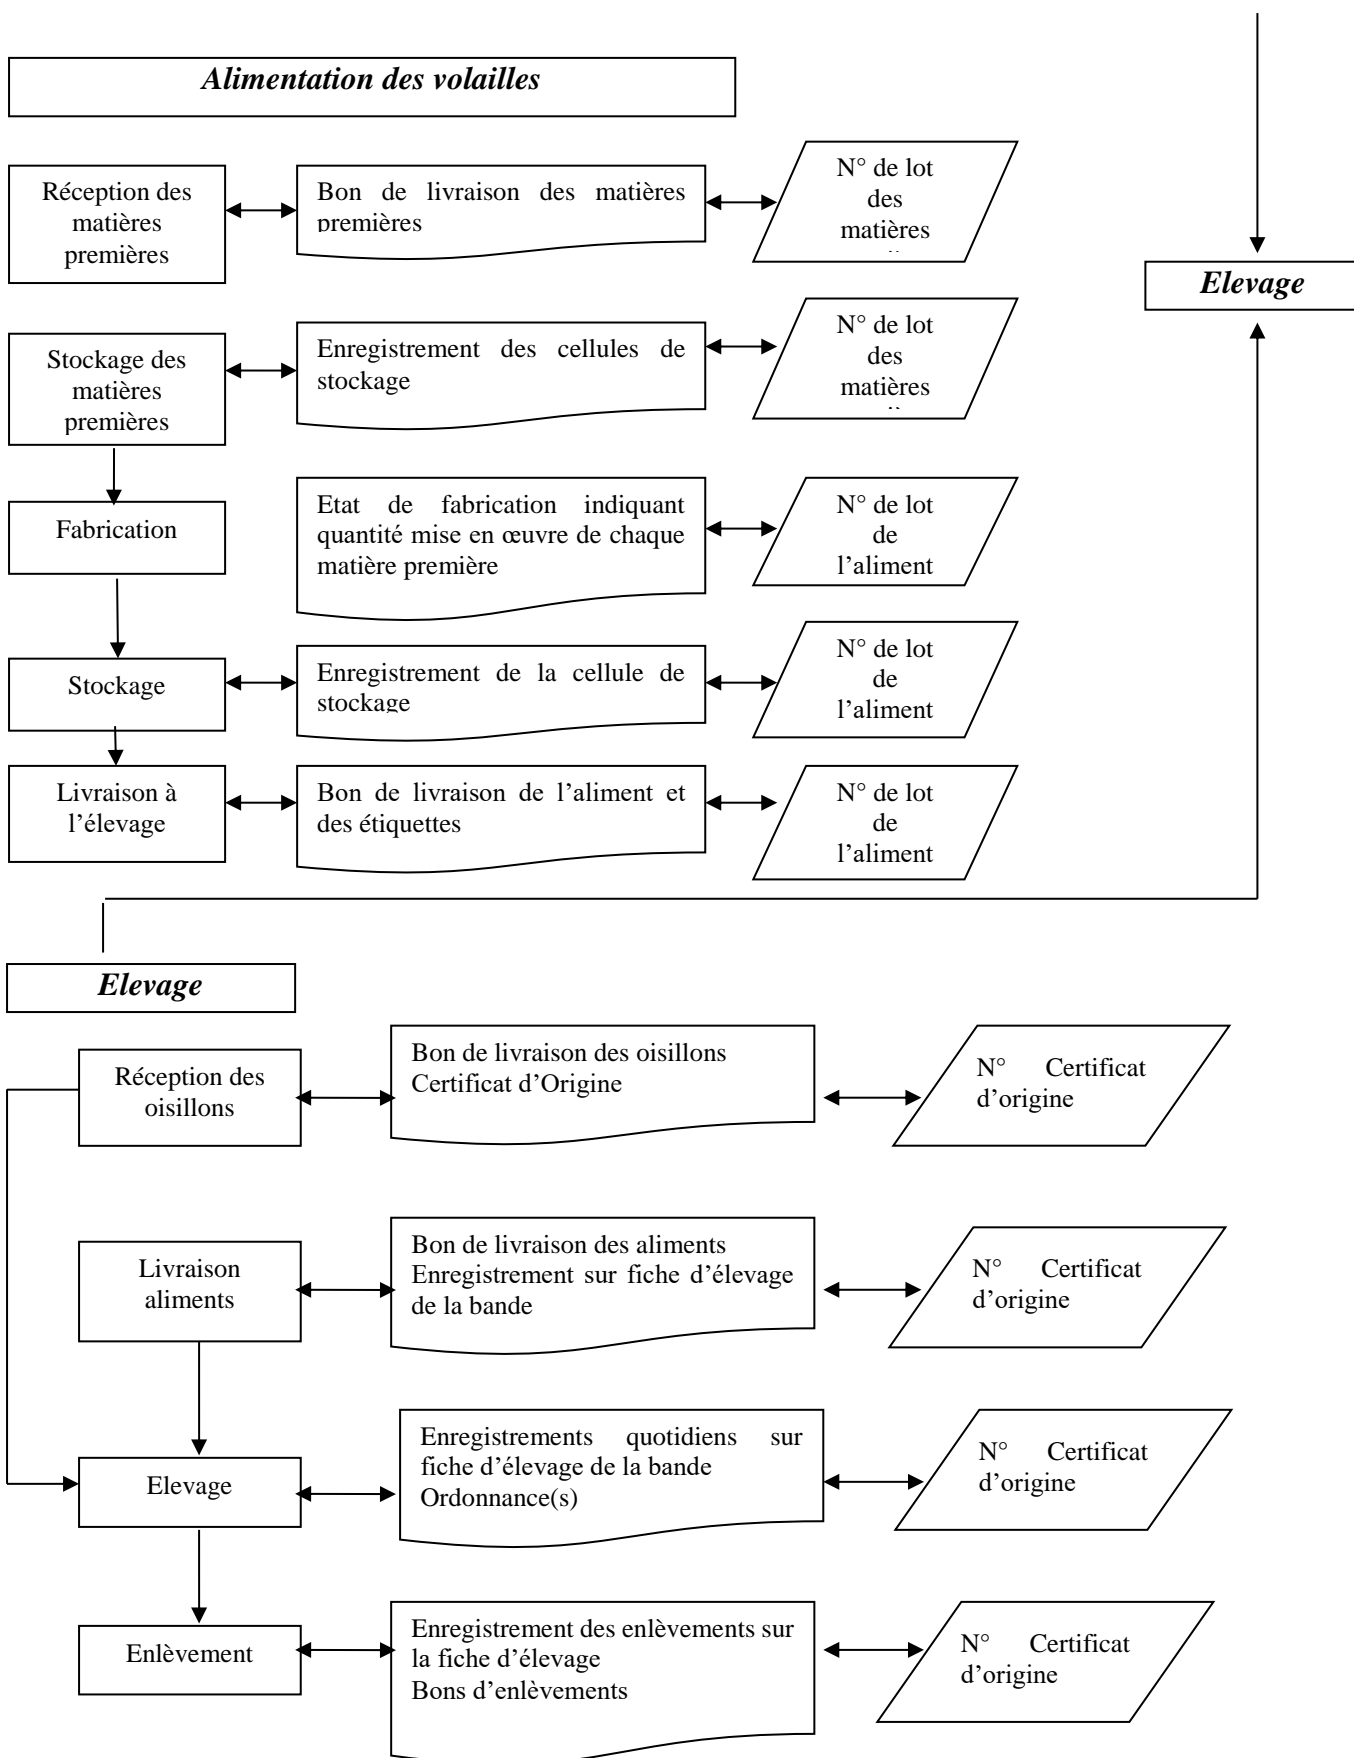 Alimentation des volailles
Réception des
matières
premières
Bon de livraison des matières
premières
N° de lot
des
matières
Elevage
Stockage des
matières
premières
Enregistrement des cellules de
stockage
N° de lot
des
matières
Fabrication
Etat de fabrication indiquant
quantité mise en œuvre de chaque
matière première
N° de lot
de
l’aliment
Stockage
Enregistrement de la cellule de
stockage
N° de lot
de
l’aliment
Livraison à
l’élevage
Bon de livraison de l’aliment et
des étiquettes
N° de lot
de
l’aliment
Elevage
Réception des
oisillons
Bon de livraison des oisillons
Certificat d’Origine
N° Certificat
d’origine
Livraison
aliments
Bon de livraison des aliments
Enregistrement sur fiche d’élevage
de la bande
N° Certificat
d’origine
Elevage
Enregistrements quotidiens sur
fiche d’élevage de la bande
Ordonnance(s)
N° Certificat
d’origine
Enlèvement
Enregistrement des enlèvements sur
la fiche d’élevage
Bons d’enlèvements
N° Certificat
d’origine